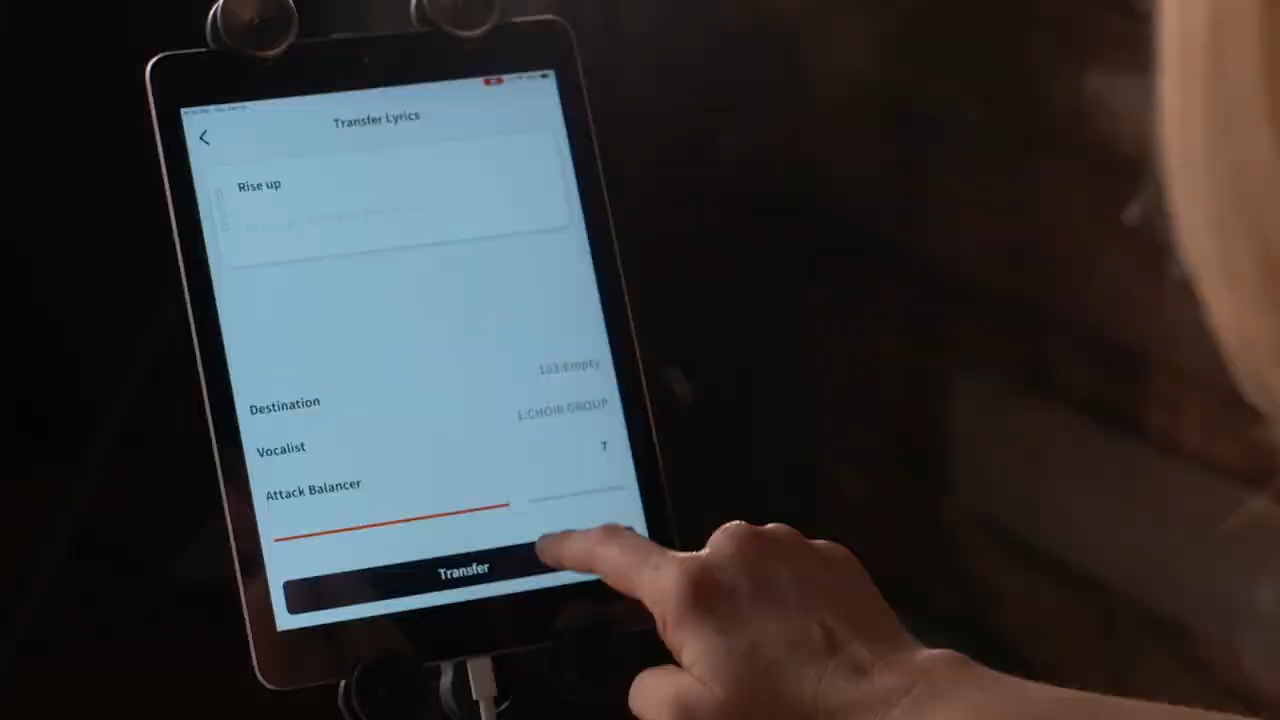 Transfer Lyrics
Rise up
103:Empty
Destination
1.CHOIR GROUP
Vocalist
7
Attack Balancer
Transfer